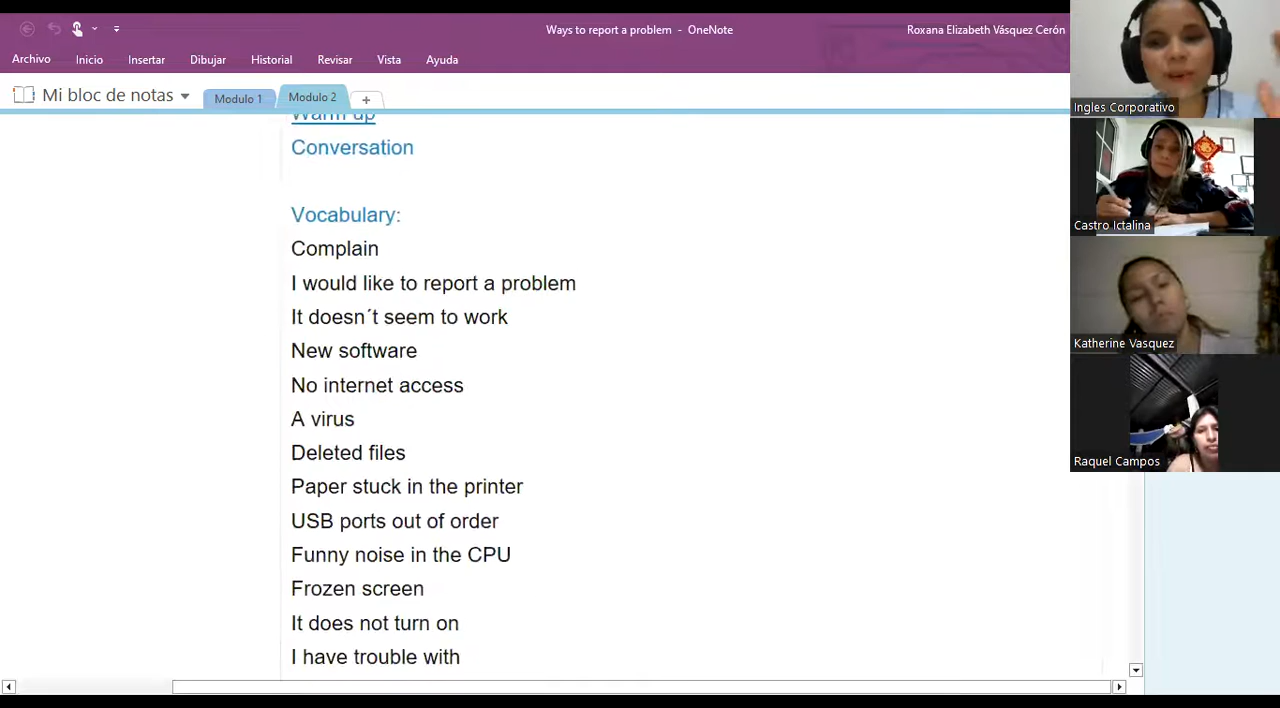 Ways to report a problem - OneNote
Roxana Elizabeth Vásquez Cerón
Archivo Inicio Insertar Dibujar Historial Revisar Vista Ayuda
Mi bloc de notas Modulo 1 Modulo 2 +
Warm up
Conversation
Vocabulary:
Complain
I would like to report a problem
It doesn´t seem to work
New software
No internet access
A virus
Deleted files
Paper stuck in the printer
USB ports out of order
Funny noise in the CPU
Frozen screen
It does not turn on
I have trouble with
Ingles Corporativo
Castro Ictalina
Katherine Vasquez
Raquel Campos